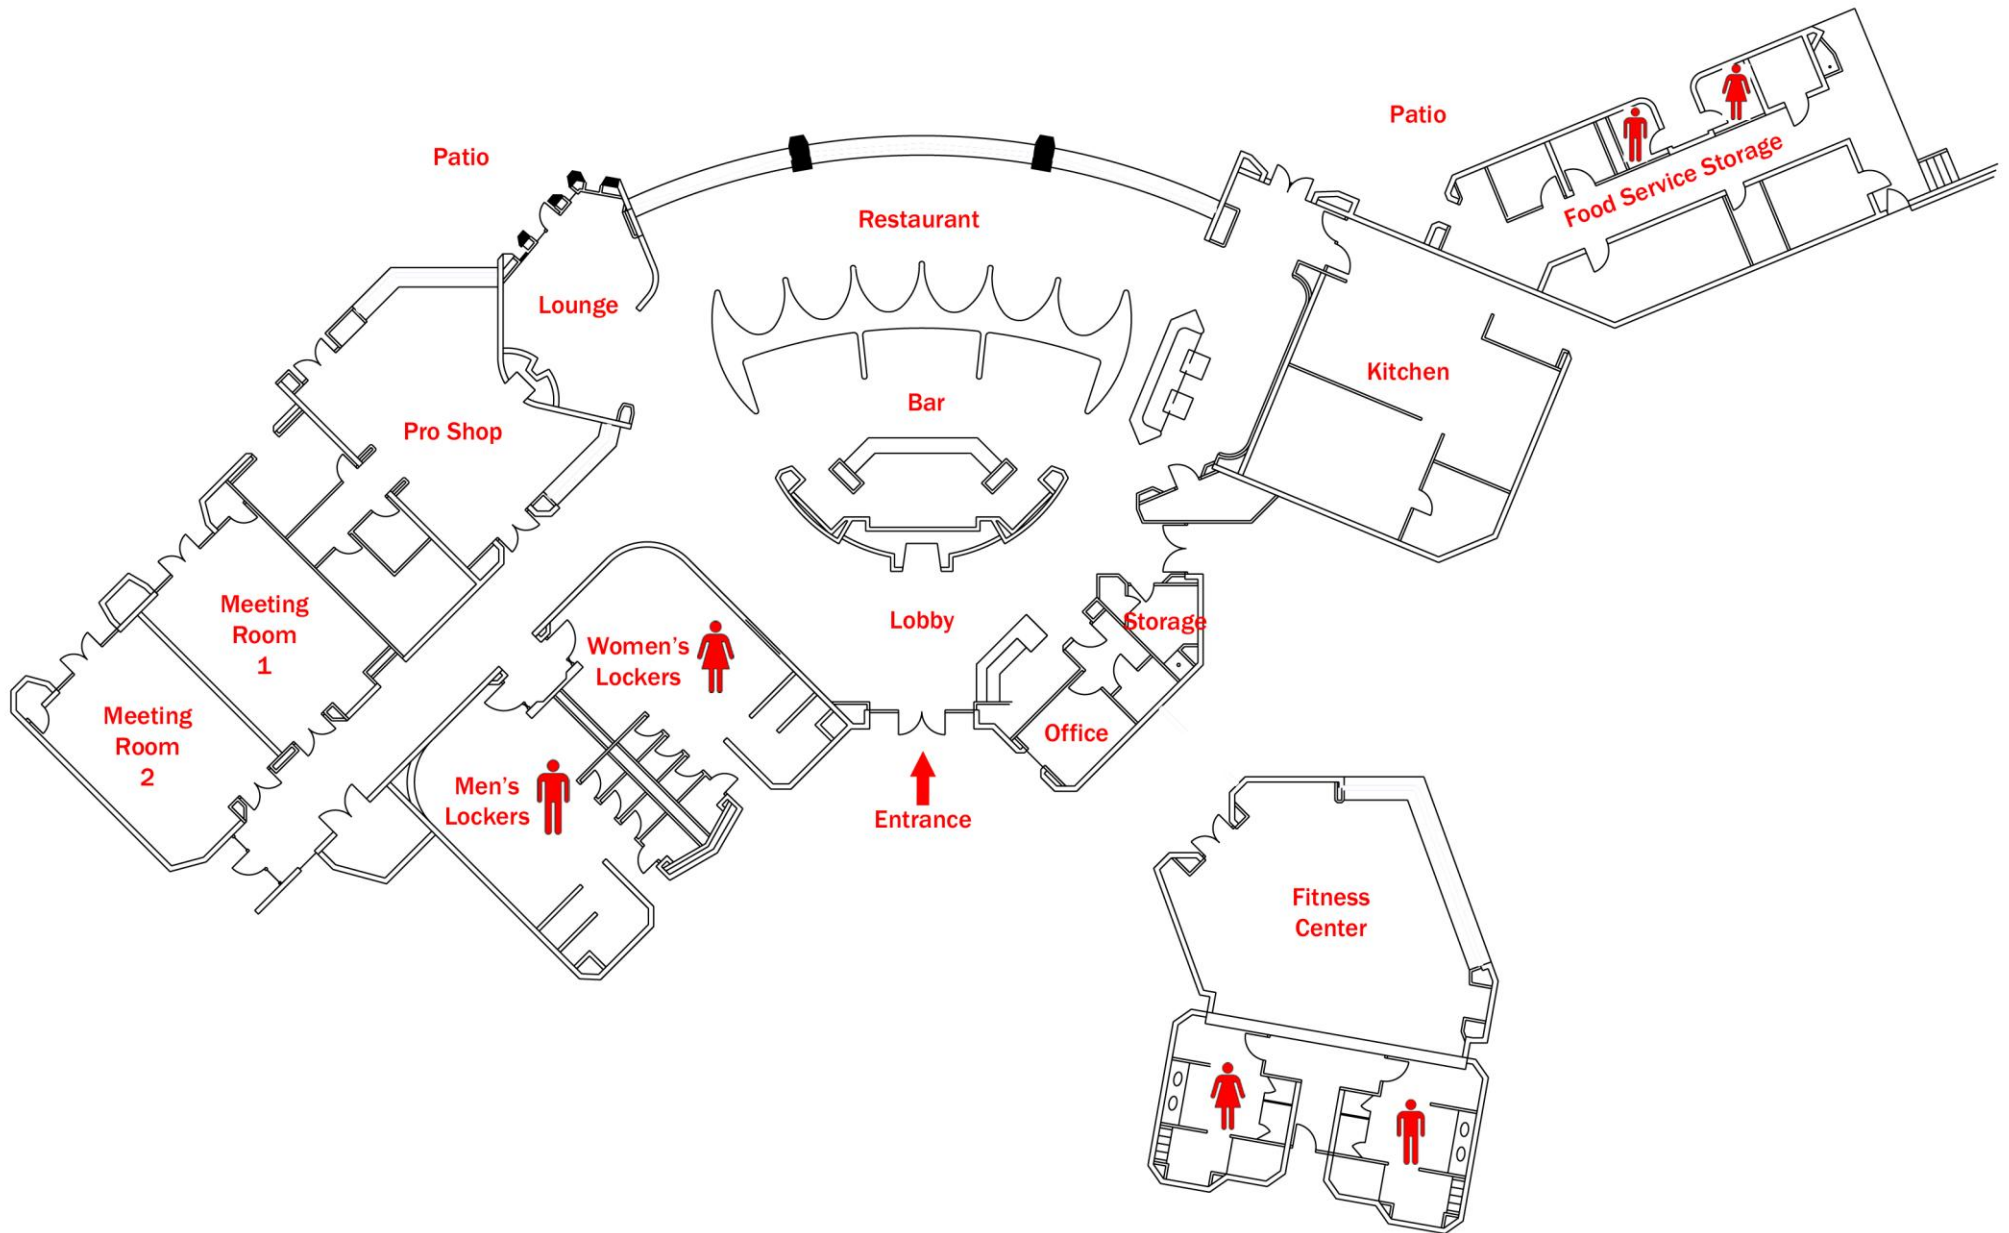 Patio
Patio
Food Service Storage
Restaurant
Lounge
Kitchen
Bar
Pro Shop
Meeting
Room
1
Women's
Lockers
Lobby
Storage
Meeting
Room
2
Office
Men's
Lockers
Entrance
Fitness
Center